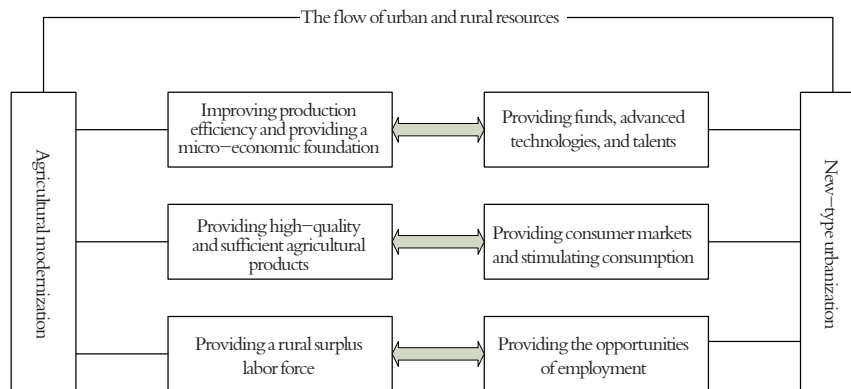 The flow of urban and rural resources
Agricultural modernization
Improving production
efficiency and providing a
micro−economic foundation
Providing funds, advanced
technologies, and talents
Providing high−quality
and sufficient agricultural
products
Providing consumer markets
and stimulating consumption
Providing a rural surplus
labor force
Providing the opportunities
of employment
New−type urbanization